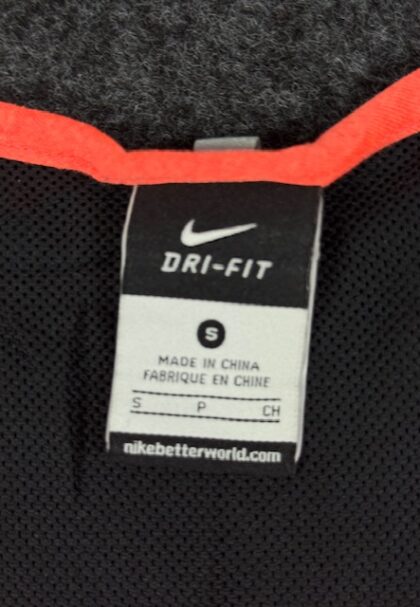 DRI-FIT
S
MADE IN CHINA
FABRIQUE EN CHINE
S P CH
nikebetterworld.com